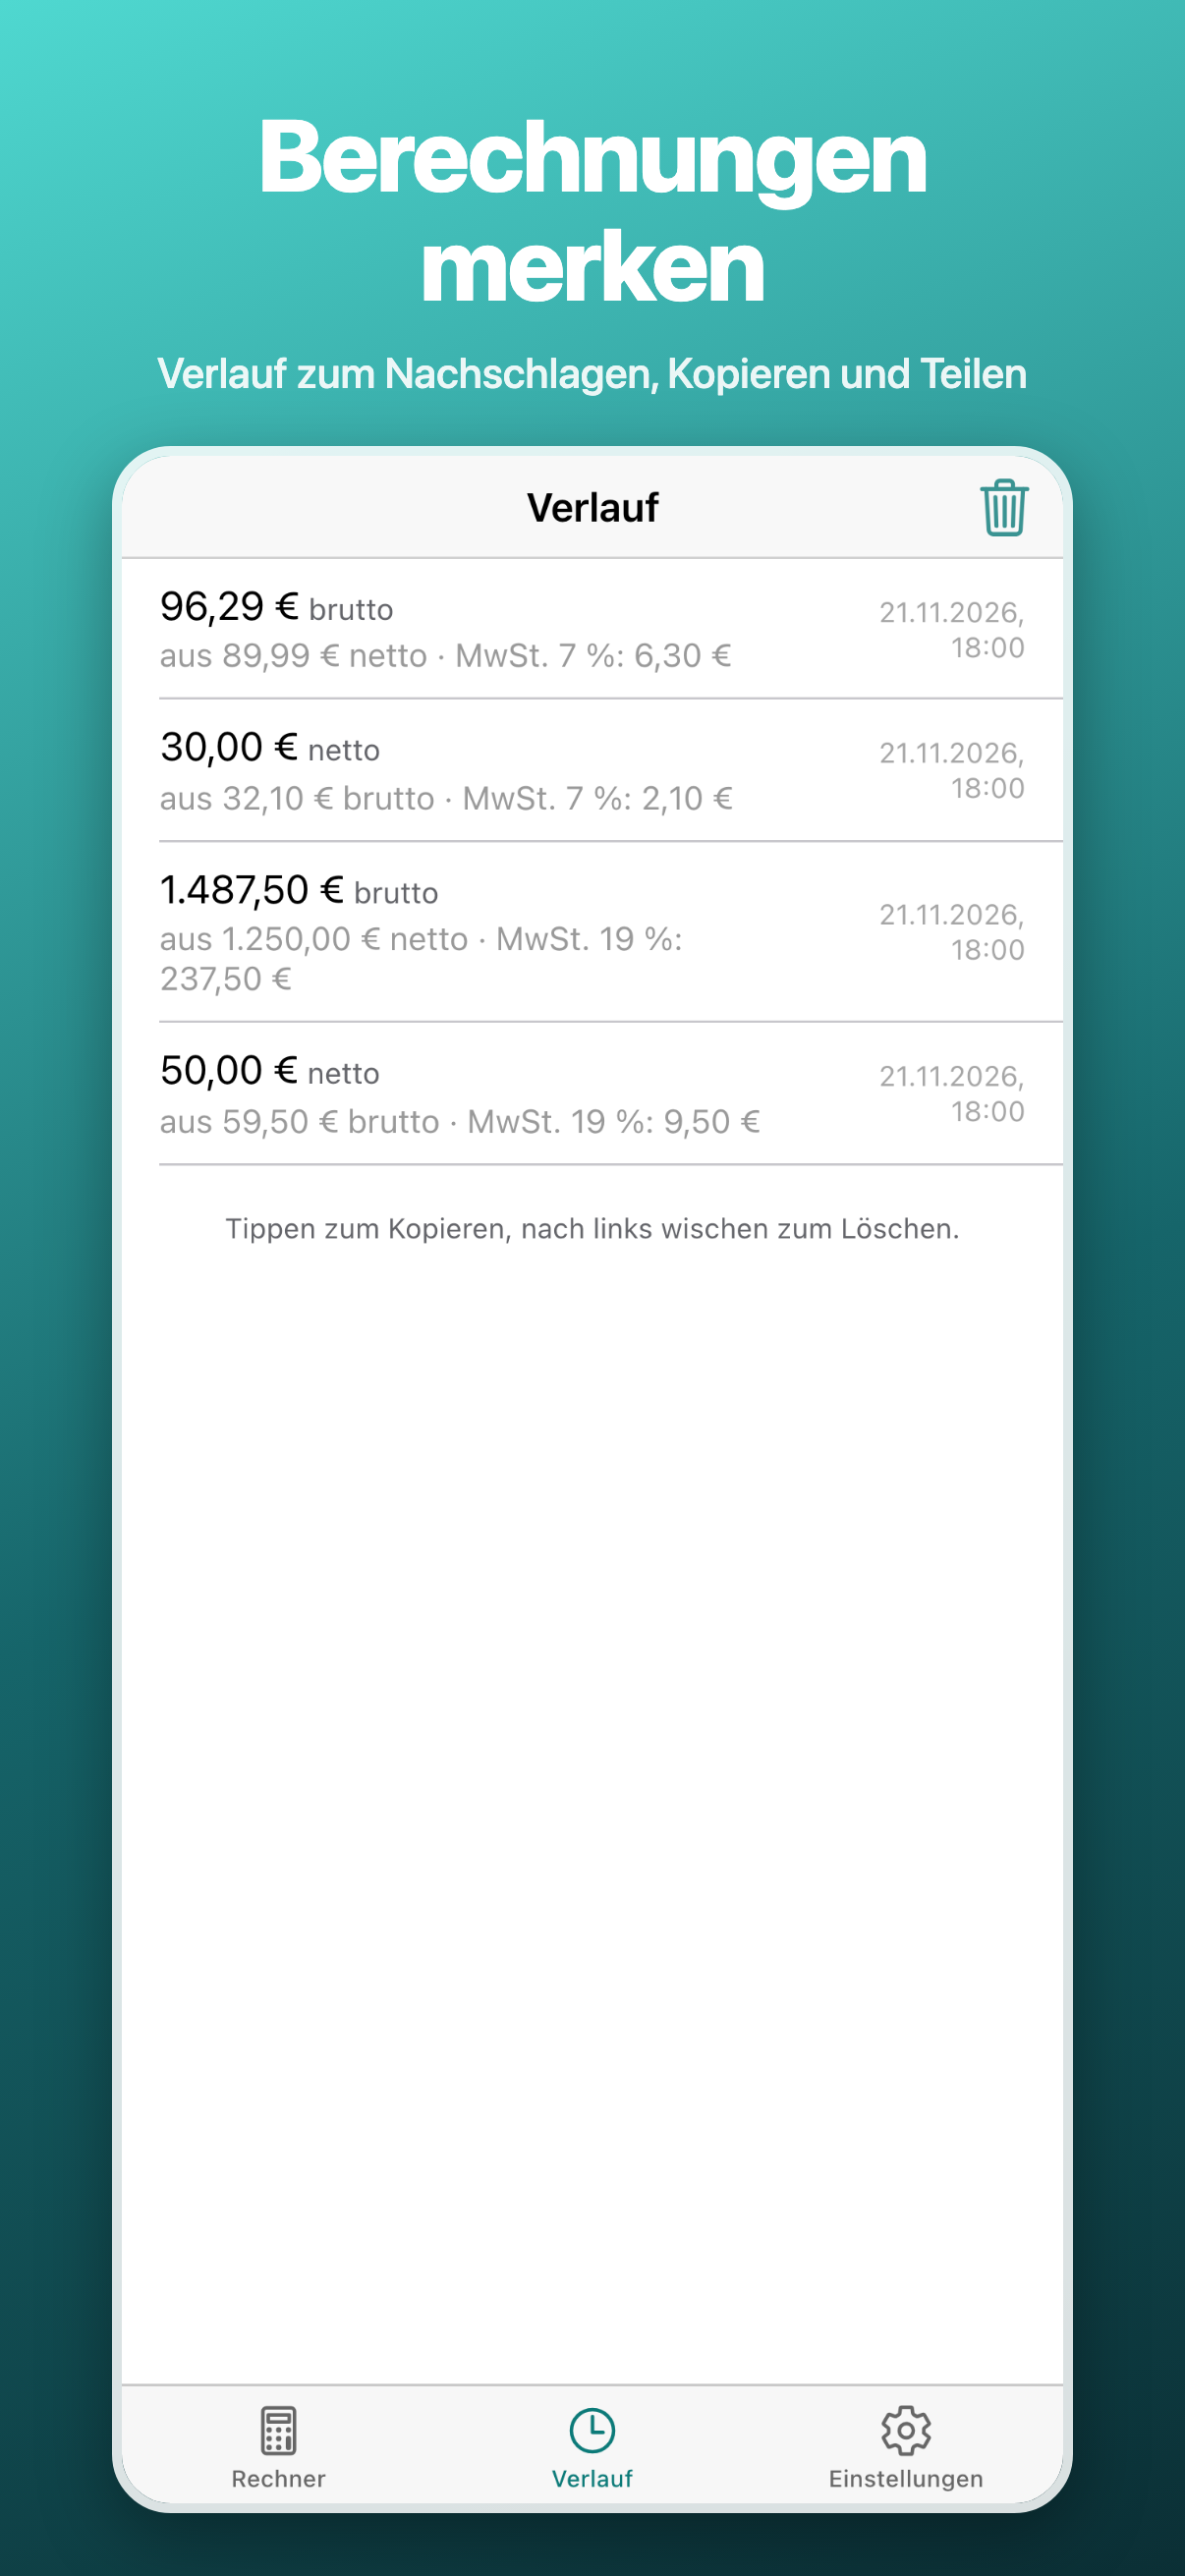 Berechnungen
merken
Verlauf zum Nachschlagen, Kopieren und Teilen
Verlauf
96,29 € brutto
aus 89,99 € netto · MwSt. 7 %: 6,30 €
21.11.2026,
18:00
30,00 € netto
aus 32,10 € brutto · MwSt. 7 %: 2,10 €
21.11.2026,
18:00
1.487,50 € brutto
aus 1.250,00 € netto · MwSt. 19 %:
237,50 €
21.11.2026,
18:00
50,00 € netto
aus 59,50 € brutto · MwSt. 19 %: 9,50 €
21.11.2026,
18:00
Tippen zum Kopieren, nach links wischen zum Löschen.
Rechner
Verlauf
Einstellungen